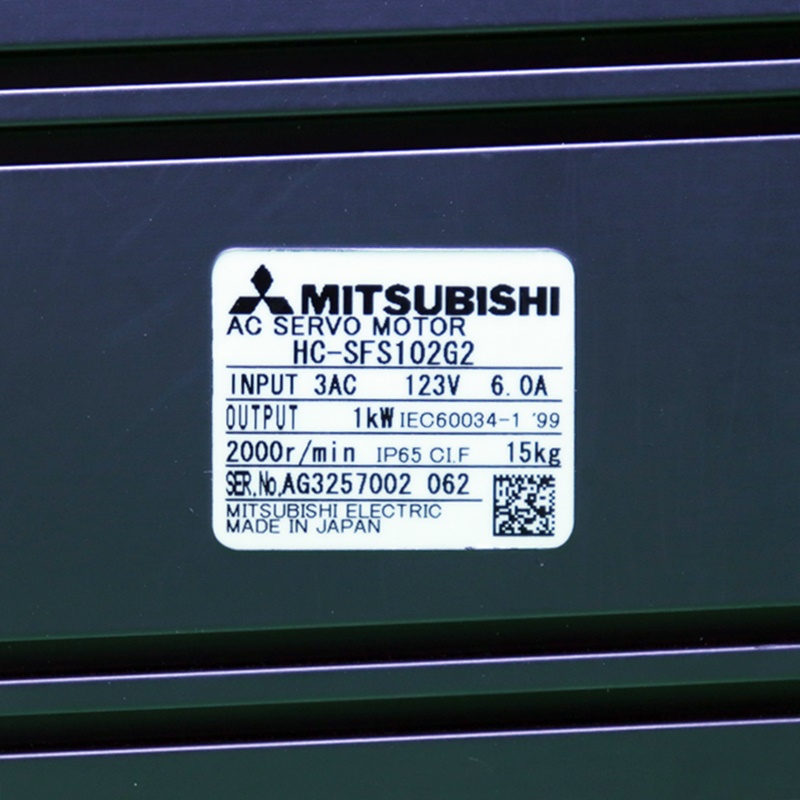 MITSUBISHI
AC SERVO MOTOR
HC-SFS102G2
INPUT 3AC 123V 6.0A
OUTPUT 1kW IEC60034-1 '99
2000r/min IP65 CI.F 15kg
SER.No.AG3257002 062
MITSUBISHI ELECTRIC
MADE IN JAPAN